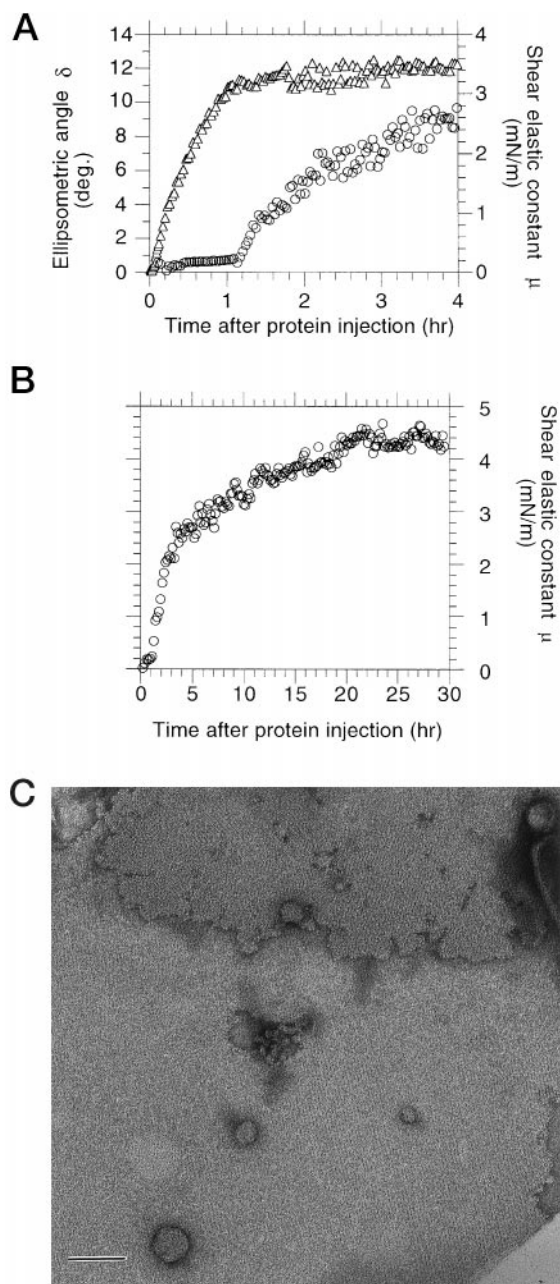 A
Ellipsometric angle δ
(deg.)
14
12
10
8
6
4
2
0
4
3
2
1
0
Shear elastic constant μ
(mN/m)
0 1 2 3 4
Time after protein injection (hr)
B
5
4
3
2
1
0
Shear elastic constant μ
(mN/m)
0 5 10 15 20 25 30
Time after protein injection (hr)
C